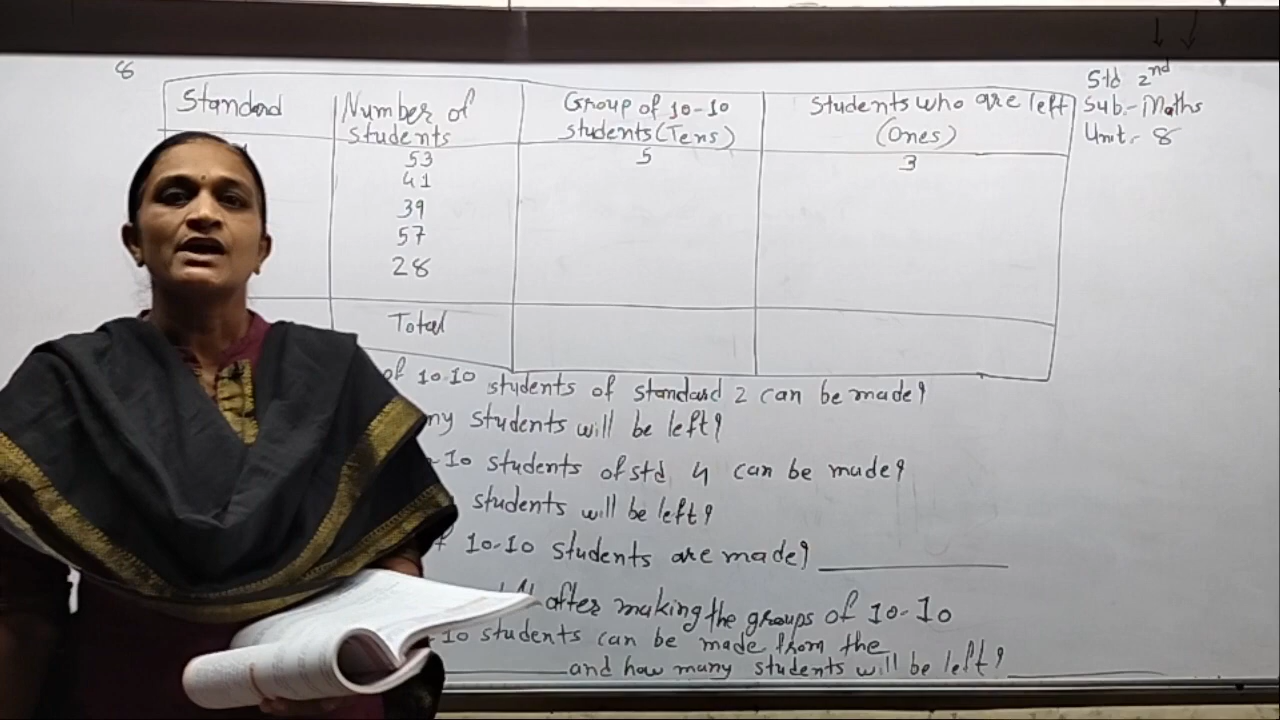 8
Std 2nd
Sub.- Maths
Unit- 8
Standard Number of students Group of 10-10 students (Tens) Students who are left (Ones)
53 5 3
41
39
57
28
Total
of 10-10 students of standard 2 can be made?
students will be left?
10 students of std 4 can be made?
students will be left?
10-10 students are made? ____
after making the groups of 10-10
10 students can be made from the
____ and how many students will be left? ____